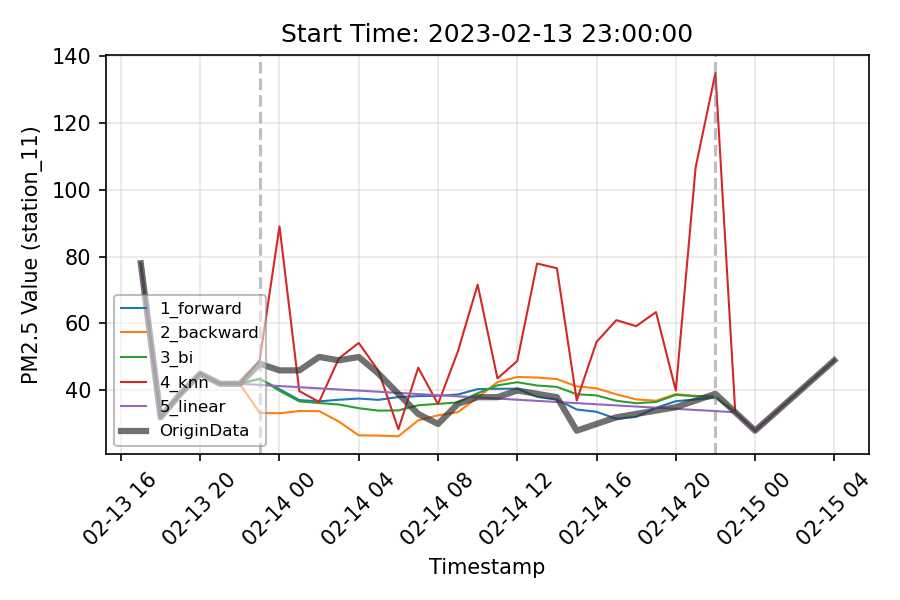 Start Time: 2023-02-13 23:00:00
PM2.5 Value (station_11)
140
120
100
80
60
40
1_forward
2_backward
3_bi
4_knn
5_linear
OriginData
02-13 16
02-13 20
02-14 00
02-14 04
02-14 08
02-14 12
02-14 16
02-14 20
02-15 00
02-15 04
Timestamp